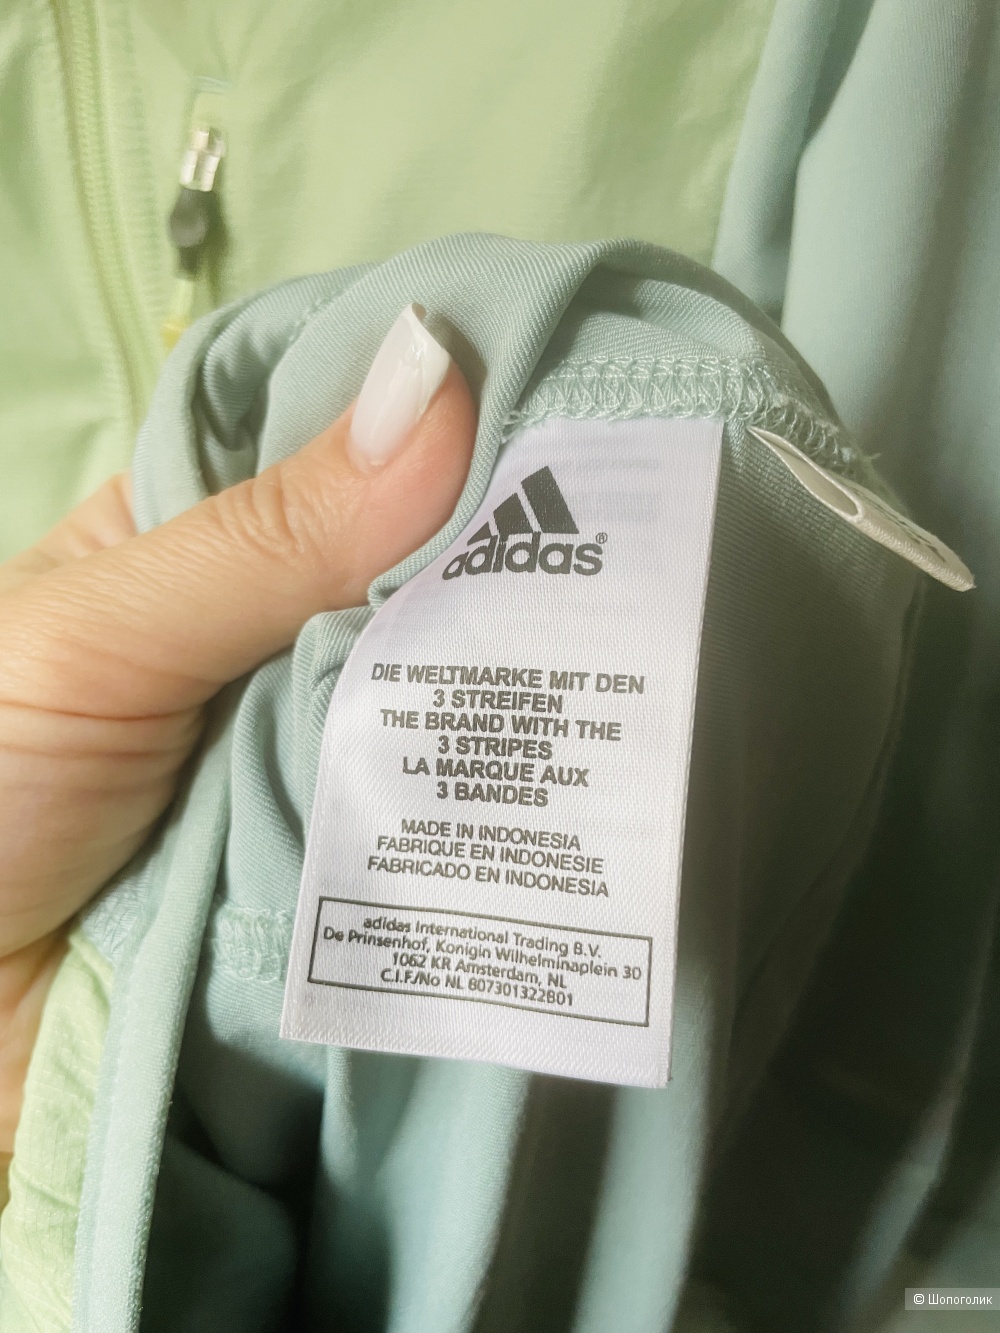 adidas®
DIE WELTMARKE MIT DEN
3 STREIFEN
THE BRAND WITH THE
3 STRIPES
LA MARQUE AUX
3 BANDES
MADE IN INDONESIA
FABRIQUE EN INDONESIE
FABRICADO EN INDONESIA
adidas International Trading B.V.
De Prinsenhof, Konigin Wilhelminaplein 30
1062 KR Amsterdam, NL
C.I.F./No NL 807301322B01
© Шопоголик